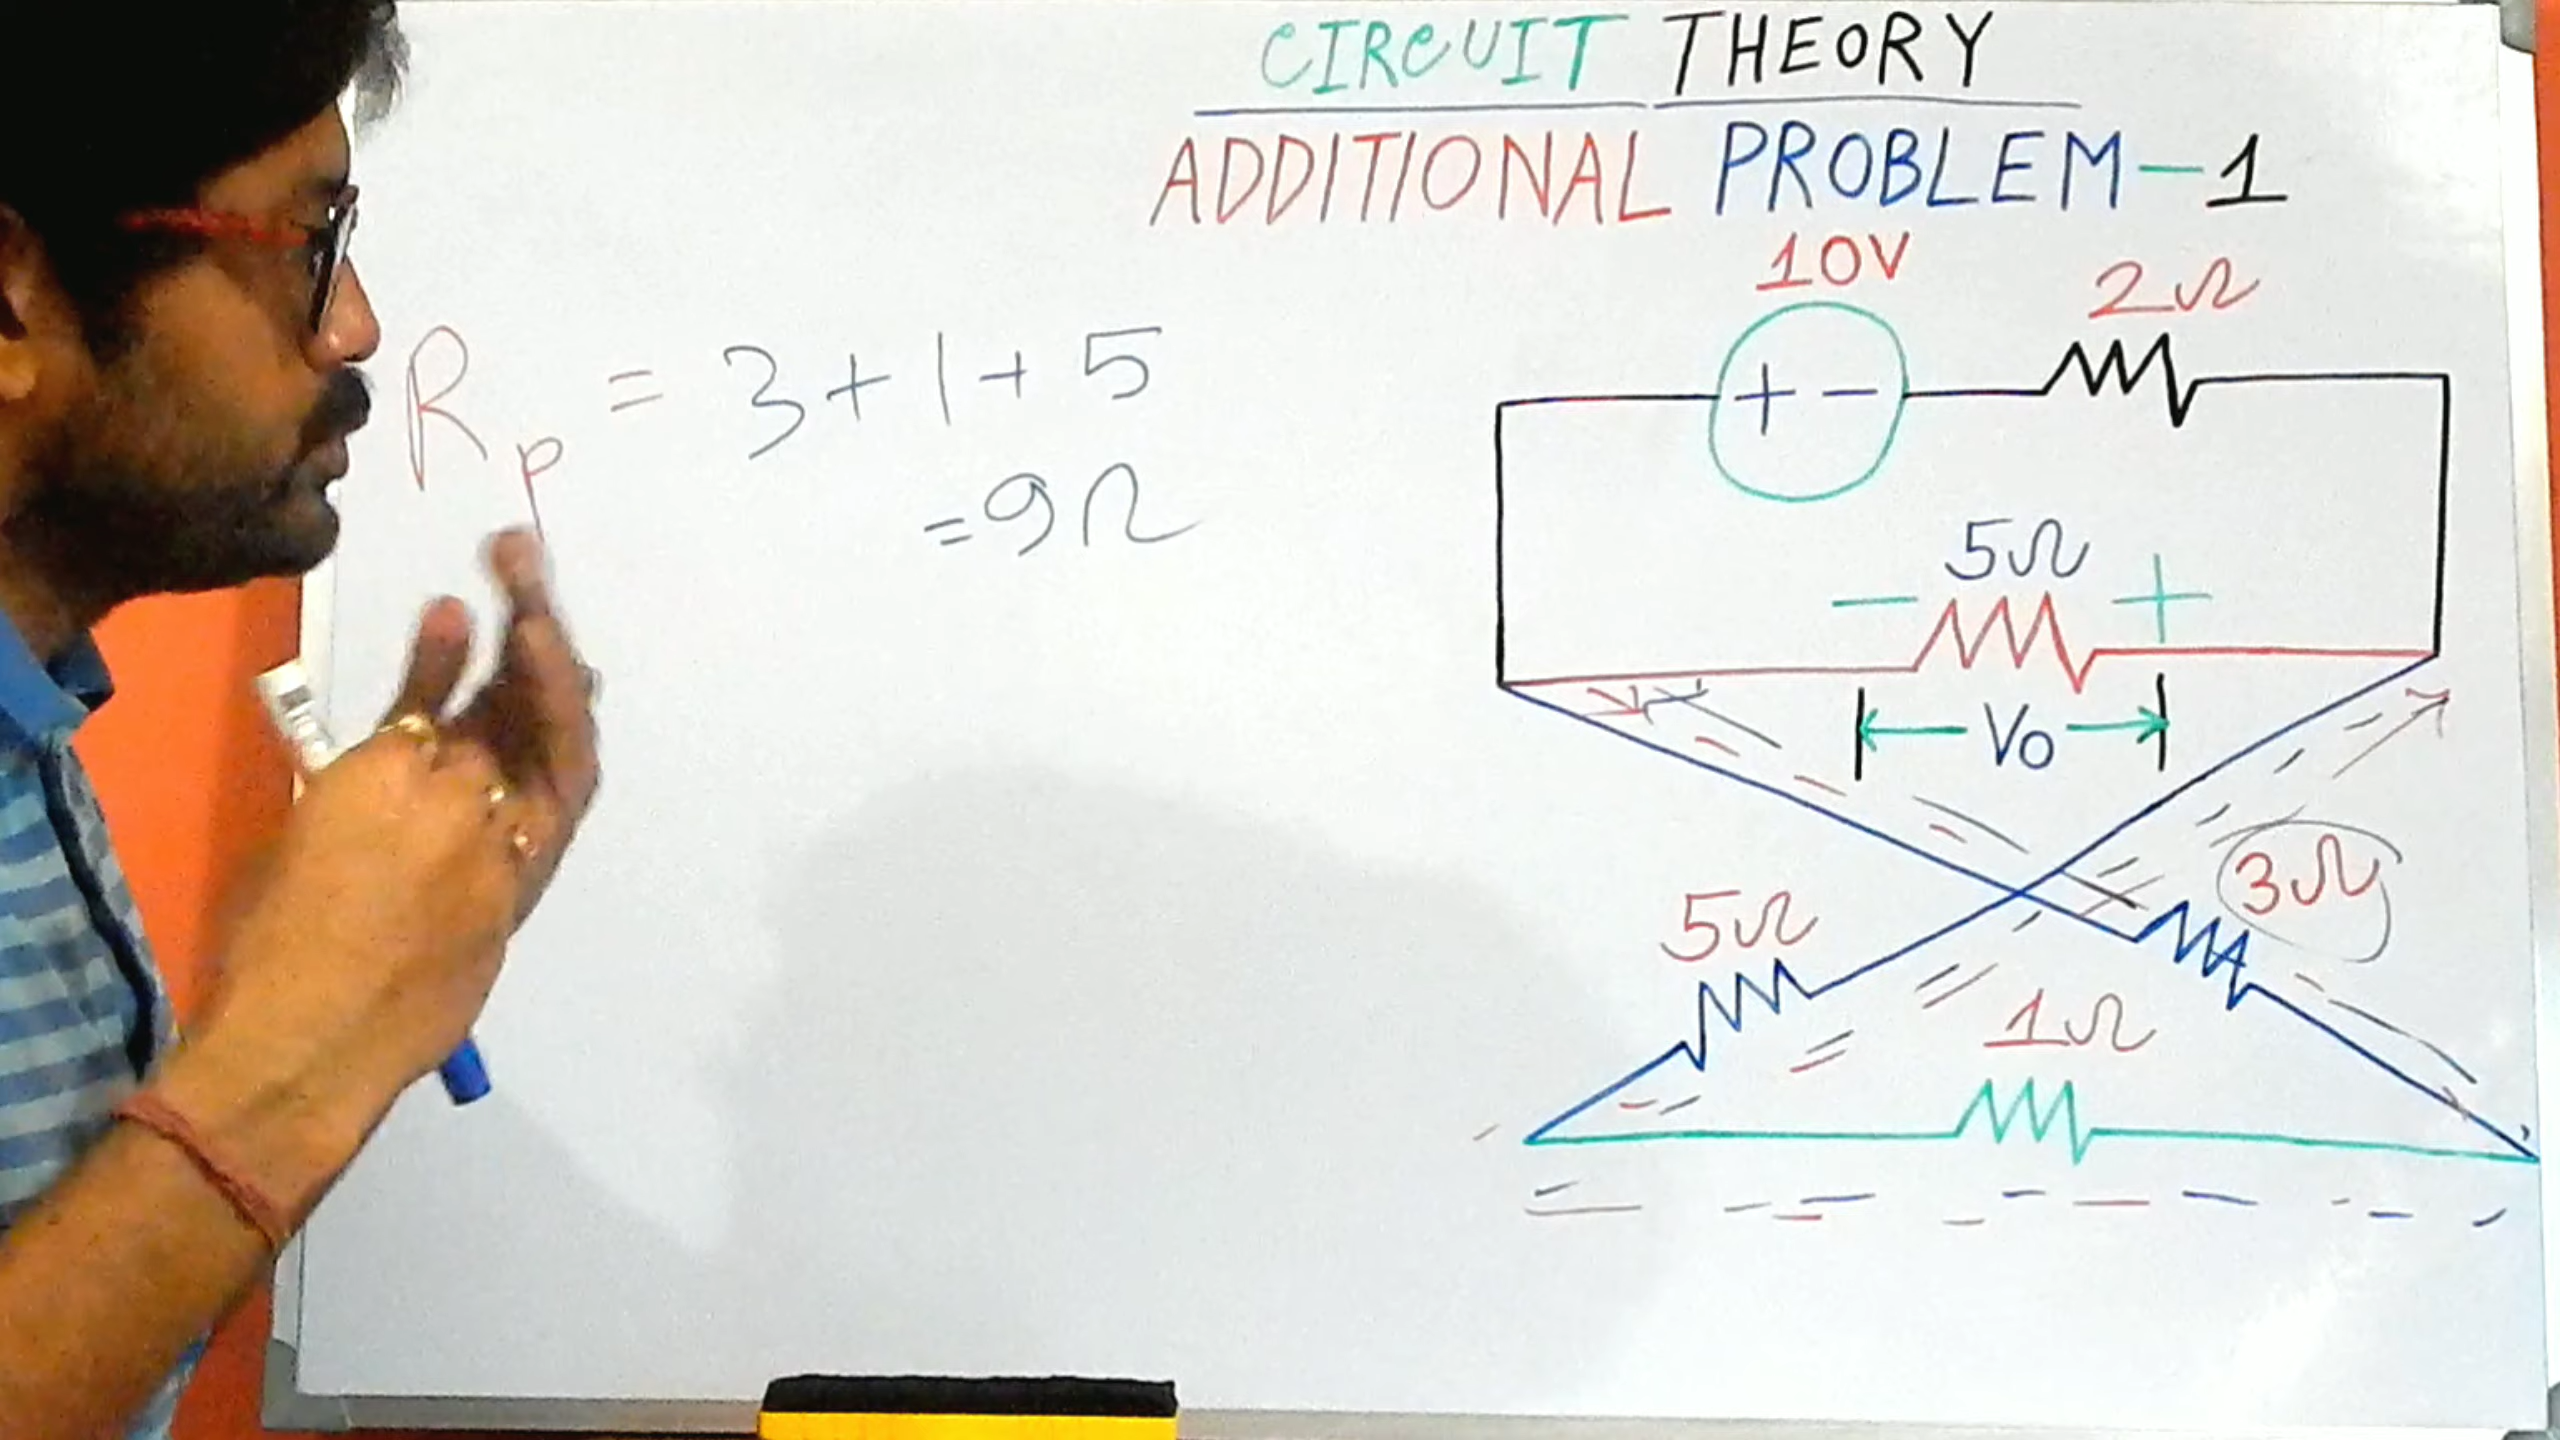 CIRCUIT THEORY
ADDITIONAL PROBLEM-1
Rp = 3+1+5
=9Ω
10V
2Ω
+ -
5Ω
- +
Vo
3Ω
5Ω
1Ω